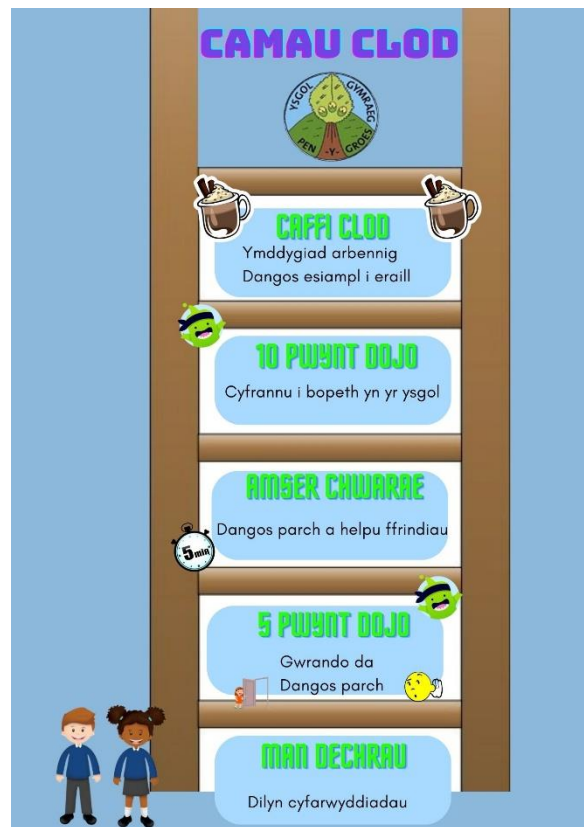 CAMAU CLOD
YSGOL GYMRAEG
PEN -Y- GROES
CAFFI CLOD
Ymddygiad arbennig
Dangos esiampl i eraill
10 PWYNT DOJO
Cyfrannu i bopeth yn yr ysgol
AMSER CHWARAE
Dangos parch a helpu ffrindiau
5 min
5 PWYNT DOJO
Gwrando da
Dangos parch
MAN DECHRAU
Dilyn cyfarwyddiadau